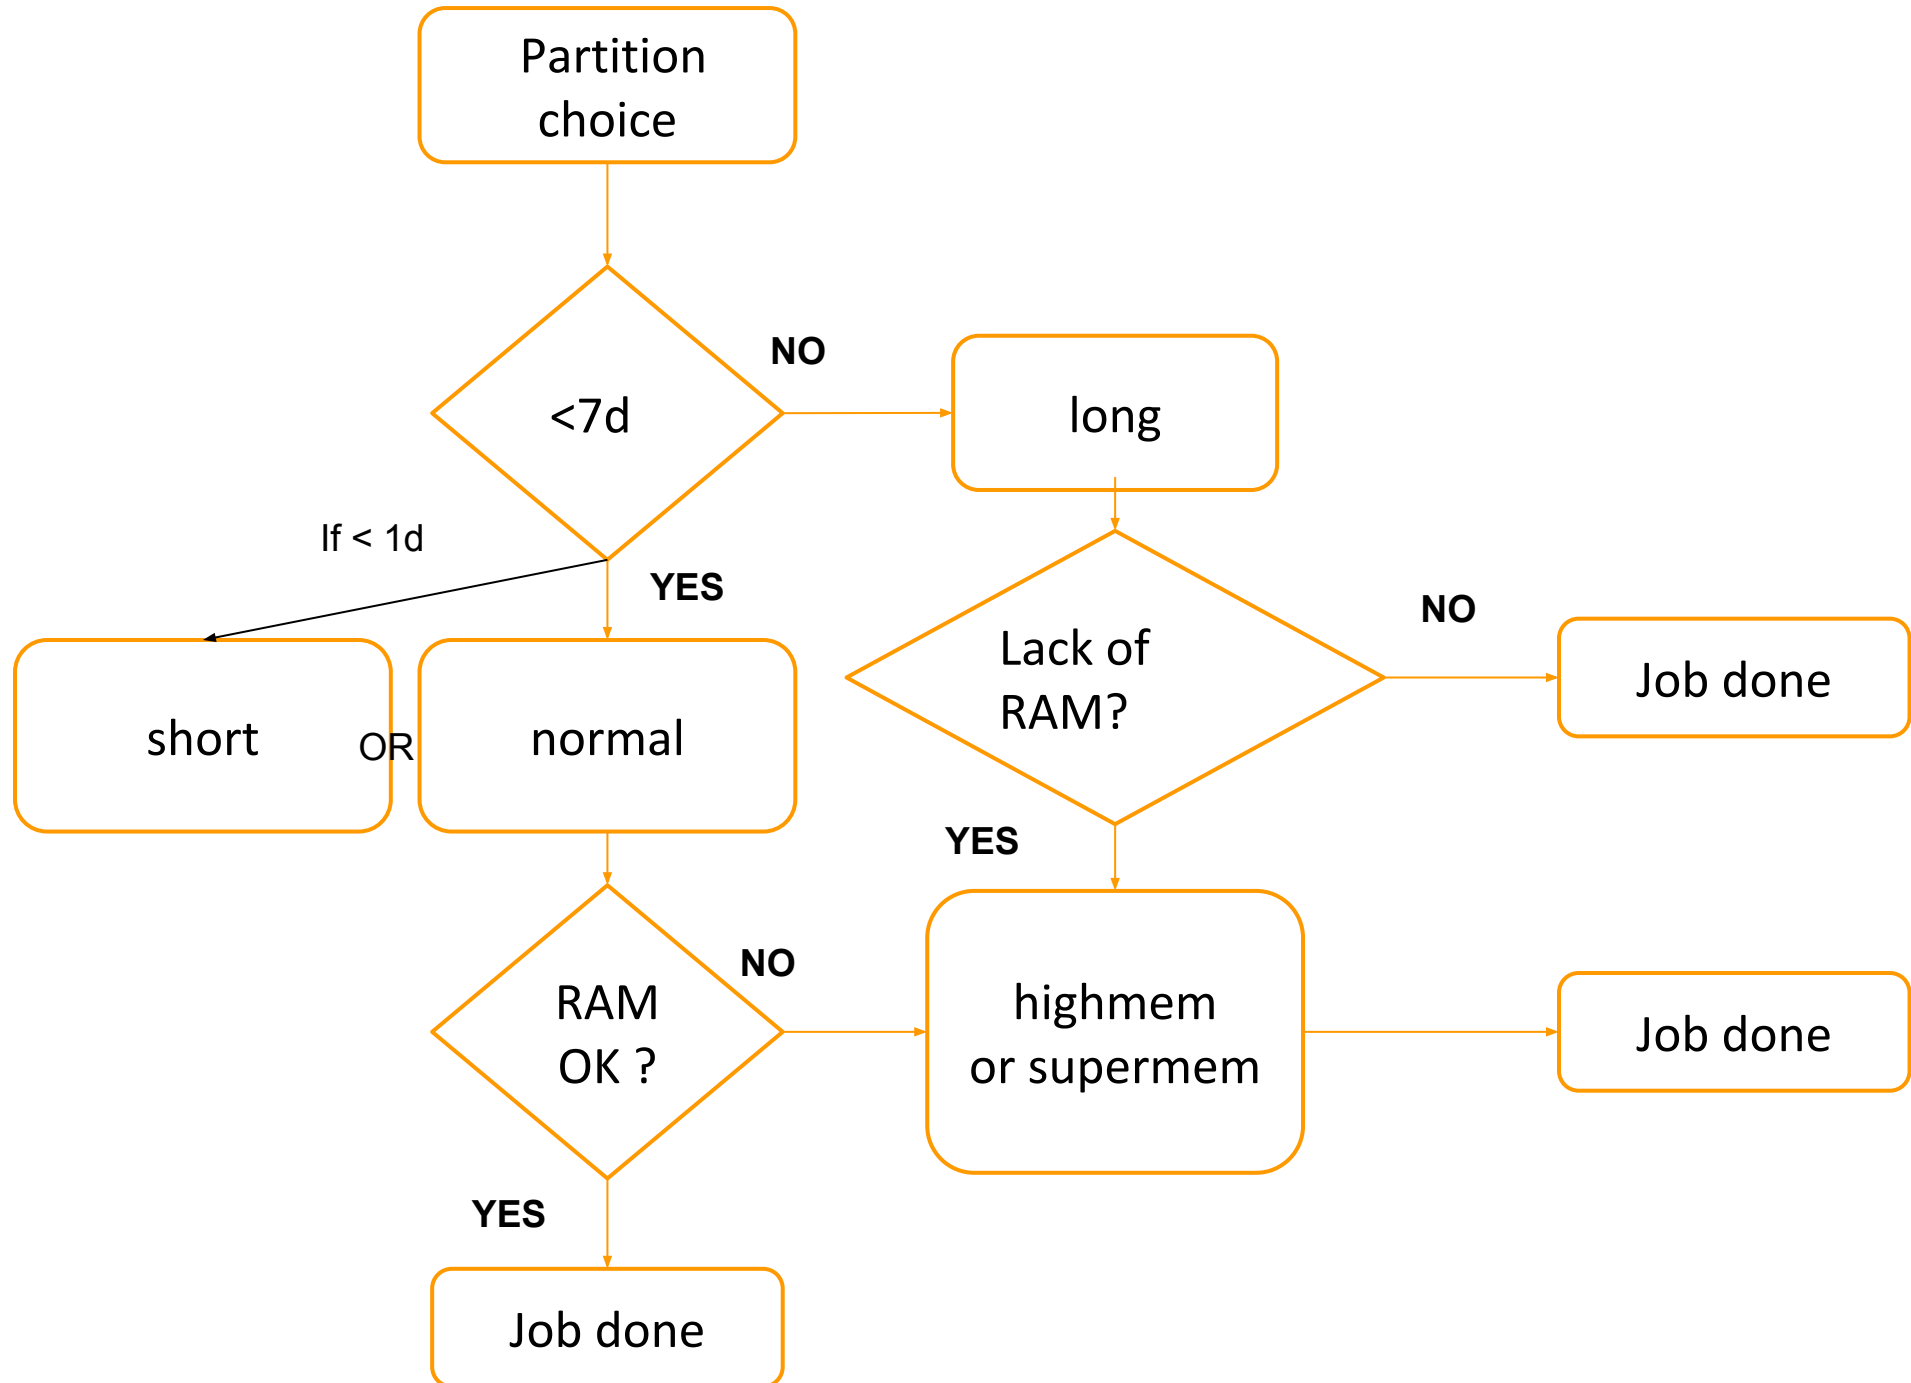 Partition
choice
NO
<7d
long
If < 1d
YES
NO
Lack of
RAM?
Job done
short
OR
normal
YES
NO
RAM
OK ?
highmem
or supermem
Job done
YES
Job done